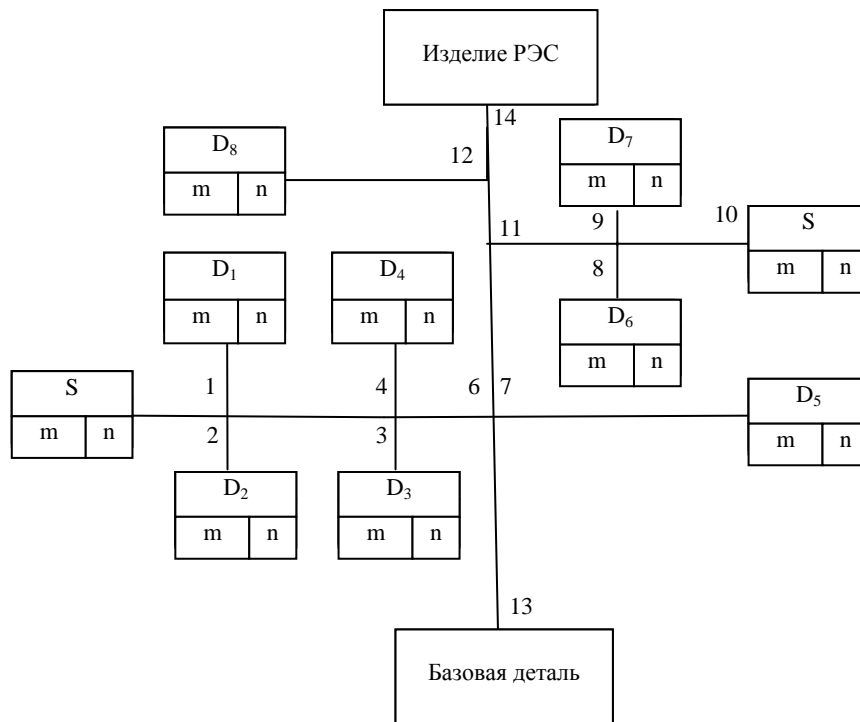 Изделие РЭС
14
D₈
12
D₇
m n
m n
11
9
10
S
8
m n
D₁
D₄
m n
m n
D₆
m n
S
1
4
6
7
D₅
m n
2
3
m n
D₂
D₃
m n
m n
13
Базовая деталь